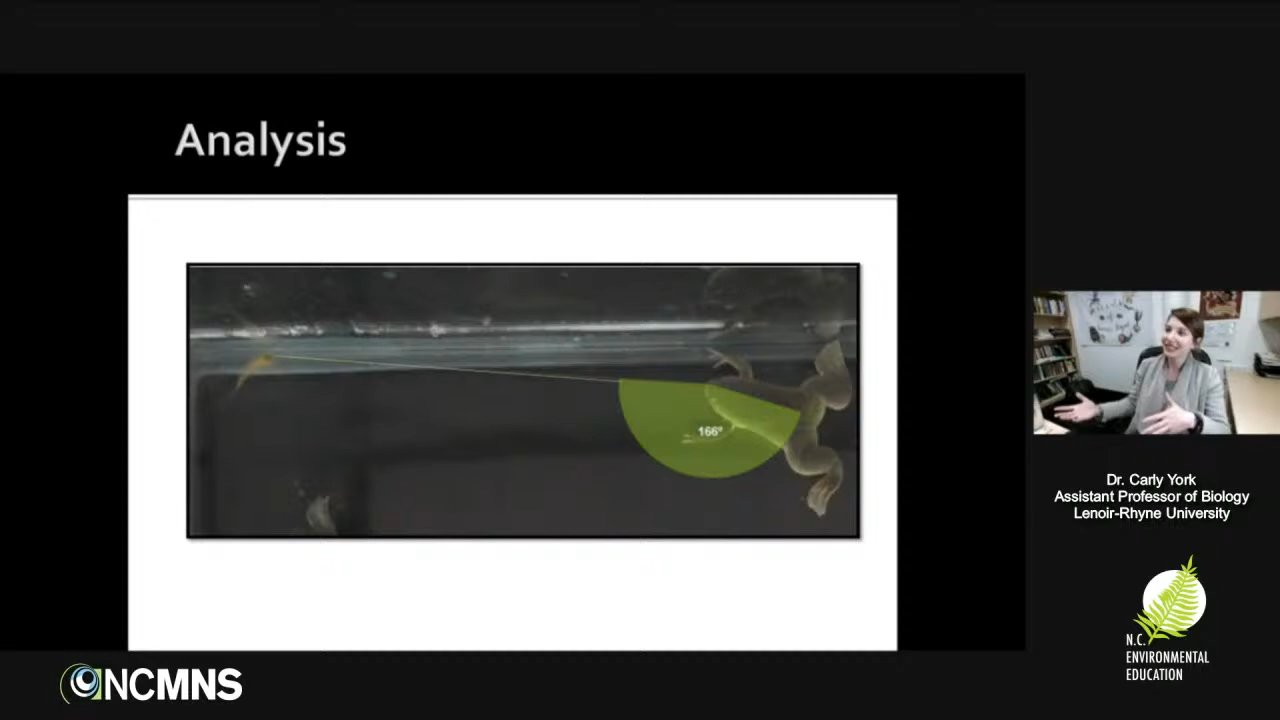 Analysis
166°
Dr. Carly York
Assistant Professor of Biology
Lenoir-Rhyne University
N.C.
ENVIRONMENTAL
EDUCATION
NCMNS